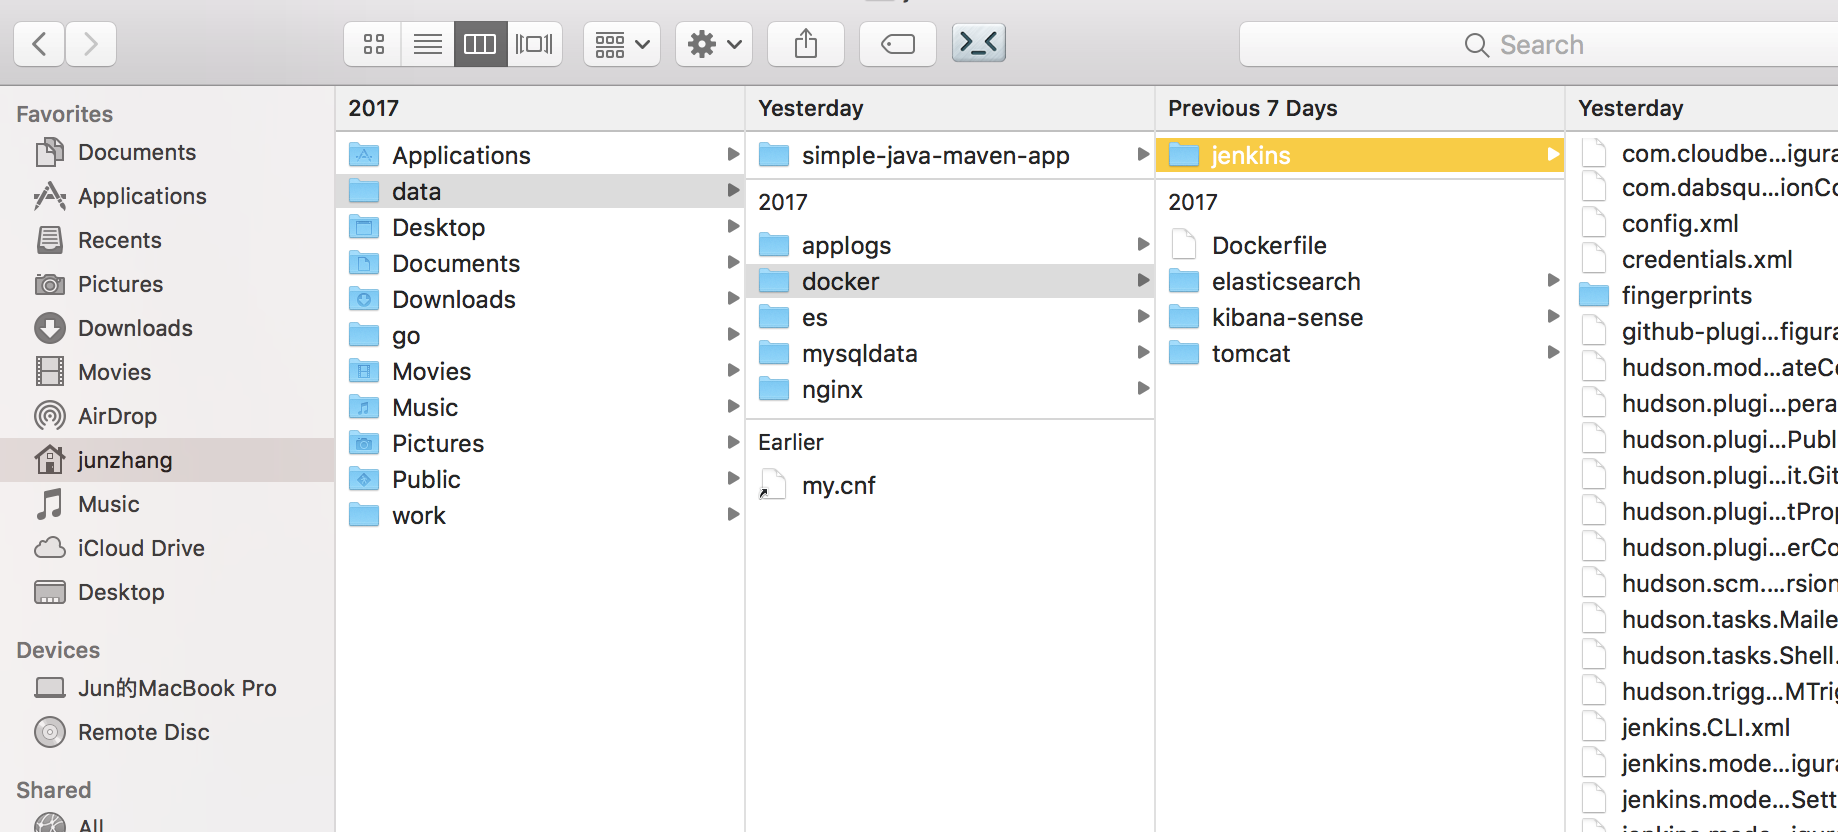 Search
Favorites
Documents
Applications
Recents
Pictures
Downloads
Movies
AirDrop
junzhang
Music
iCloud Drive
Desktop
Devices
Jun的MacBook Pro
Remote Disc
Shared
All
2017
Applications
data
Desktop
Documents
Downloads
go
Movies
Music
Pictures
Public
work
Yesterday
simple-java-maven-app
2017
applogs
docker
es
mysqldata
nginx
Earlier
my.cnf
Previous 7 Days
jenkins
2017
Dockerfile
elasticsearch
kibana-sense
tomcat
Yesterday
com.cloudbe...igura
com.dabsqu...ionCo
config.xml
credentials.xml
fingerprints
github-plugi...figura
hudson.mod...ateCo
hudson.plugi...pera
hudson.plugi...Publ
hudson.plugi...it.Git
hudson.plugi...tProp
hudson.plugi...erCo
hudson.scm....rsion
hudson.tasks.Maile
hudson.tasks.Shell.
hudson.trigg...MTrig
jenkins.CLI.xml
jenkins.mode...igura
jenkins.mode...Sett